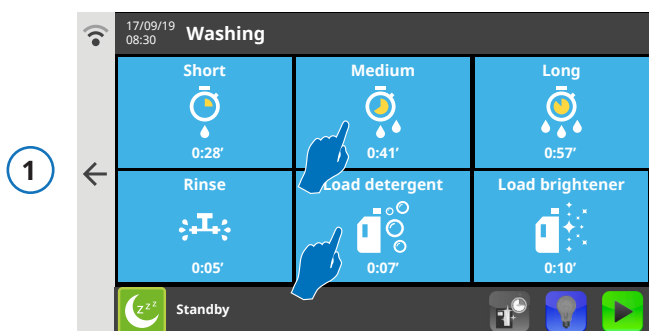 17/09/19
08:30
Washing
Short
Medium
Long
0:28′
0:41′
0:57′
1
Rinse
Load detergent
Load brightener
0:05′
0:07′
0:10′
zzz
Standby